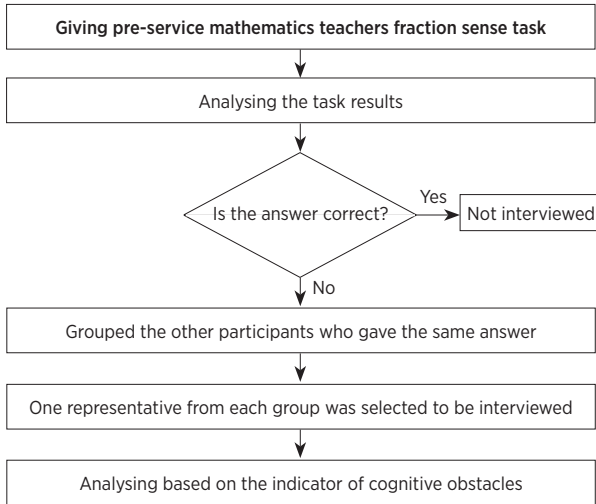 Giving pre-service mathematics teachers fraction sense task
Analysing the task results
Is the answer correct?
Yes
Not interviewed
No
Grouped the other participants who gave the same answer
One representative from each group was selected to be interviewed
Analysing based on the indicator of cognitive obstacles